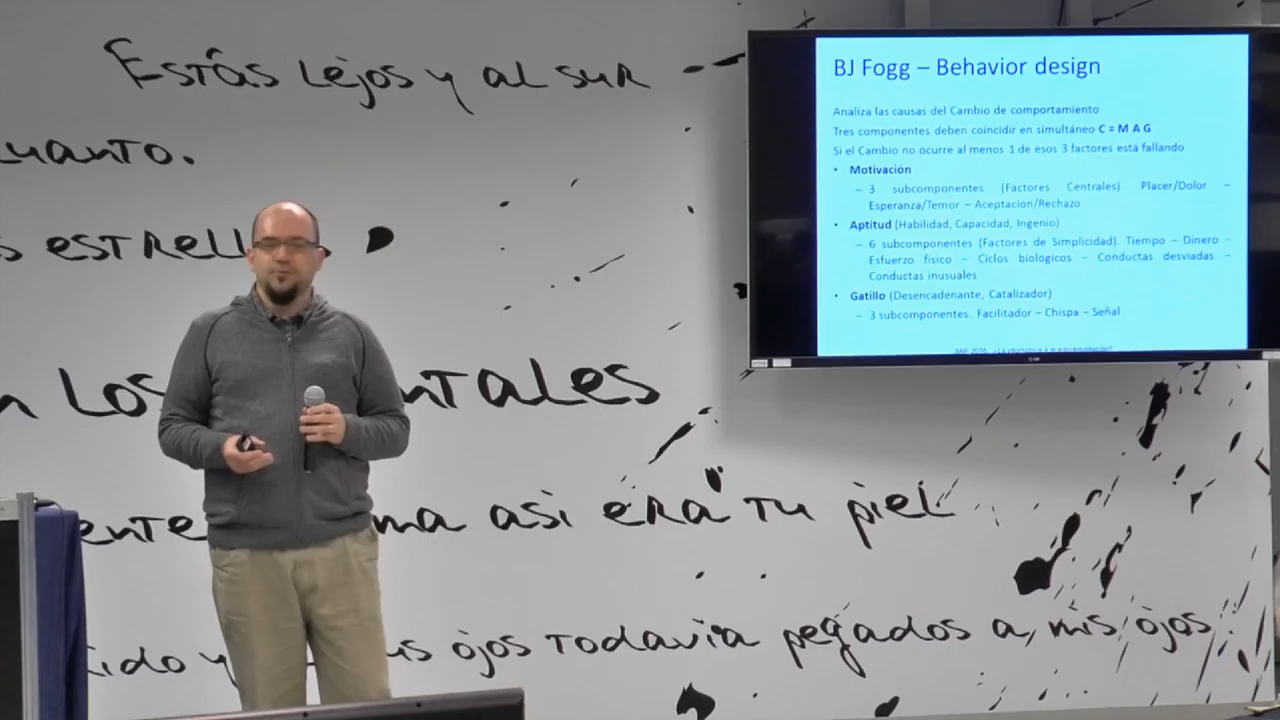 Estás lejos y al sur
cuanto.
estrell
n los ntales
ente ma asi era tu piel
ido y us ojos todavia pegados a mis ojos
BJ Fogg – Behavior design
Analiza las causas del Cambio de comportamiento
Tres componentes deben coincidir en simultáneo C = M A G
Si el Cambio no ocurre al menos 1 de esos 3 factores está fallando
• Motivación
– 3 subcomponentes (Factores Centrales). Placer/Dolor –
Esperanza/Temor – Aceptación/Rechazo
• Aptitud (Habilidad, Capacidad, Ingenio)
– 6 subcomponentes (Factores de Simplicidad). Tiempo – Dinero –
Esfuerzo físico – Ciclos biológicos – Conductas desviadas –
Conductas inusuales
• Gatillo (Desencadenante, Catalizador)
– 3 subcomponentes. Facilitador – Chispa – Señal